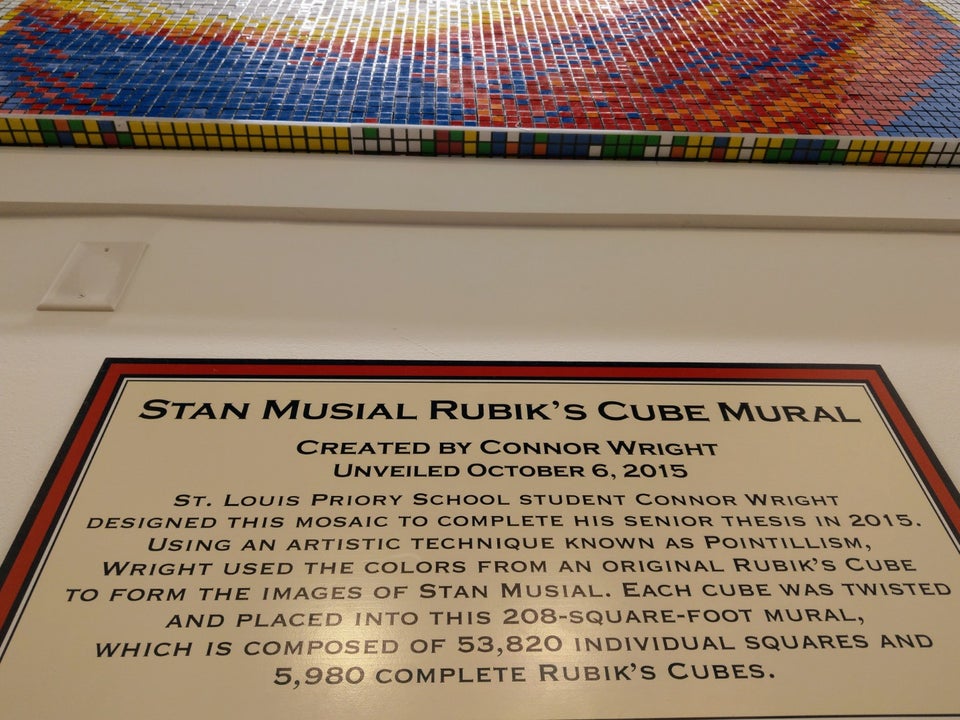 STAN MUSIAL RUBIK'S CUBE MURAL
CREATED BY CONNOR WRIGHT
UNVEILED OCTOBER 6, 2015
ST. LOUIS PRIORY SCHOOL STUDENT CONNOR WRIGHT
DESIGNED THIS MOSAIC TO COMPLETE HIS SENIOR THESIS IN 2015.
USING AN ARTISTIC TECHNIQUE KNOWN AS POINTILLISM,
WRIGHT USED THE COLORS FROM AN ORIGINAL RUBIK'S CUBE
TO FORM THE IMAGES OF STAN MUSIAL. EACH CUBE WAS TWISTED
AND PLACED INTO THIS 208-SQUARE-FOOT MURAL,
WHICH IS COMPOSED OF 53,820 INDIVIDUAL SQUARES AND
5,980 COMPLETE RUBIK'S CUBES.